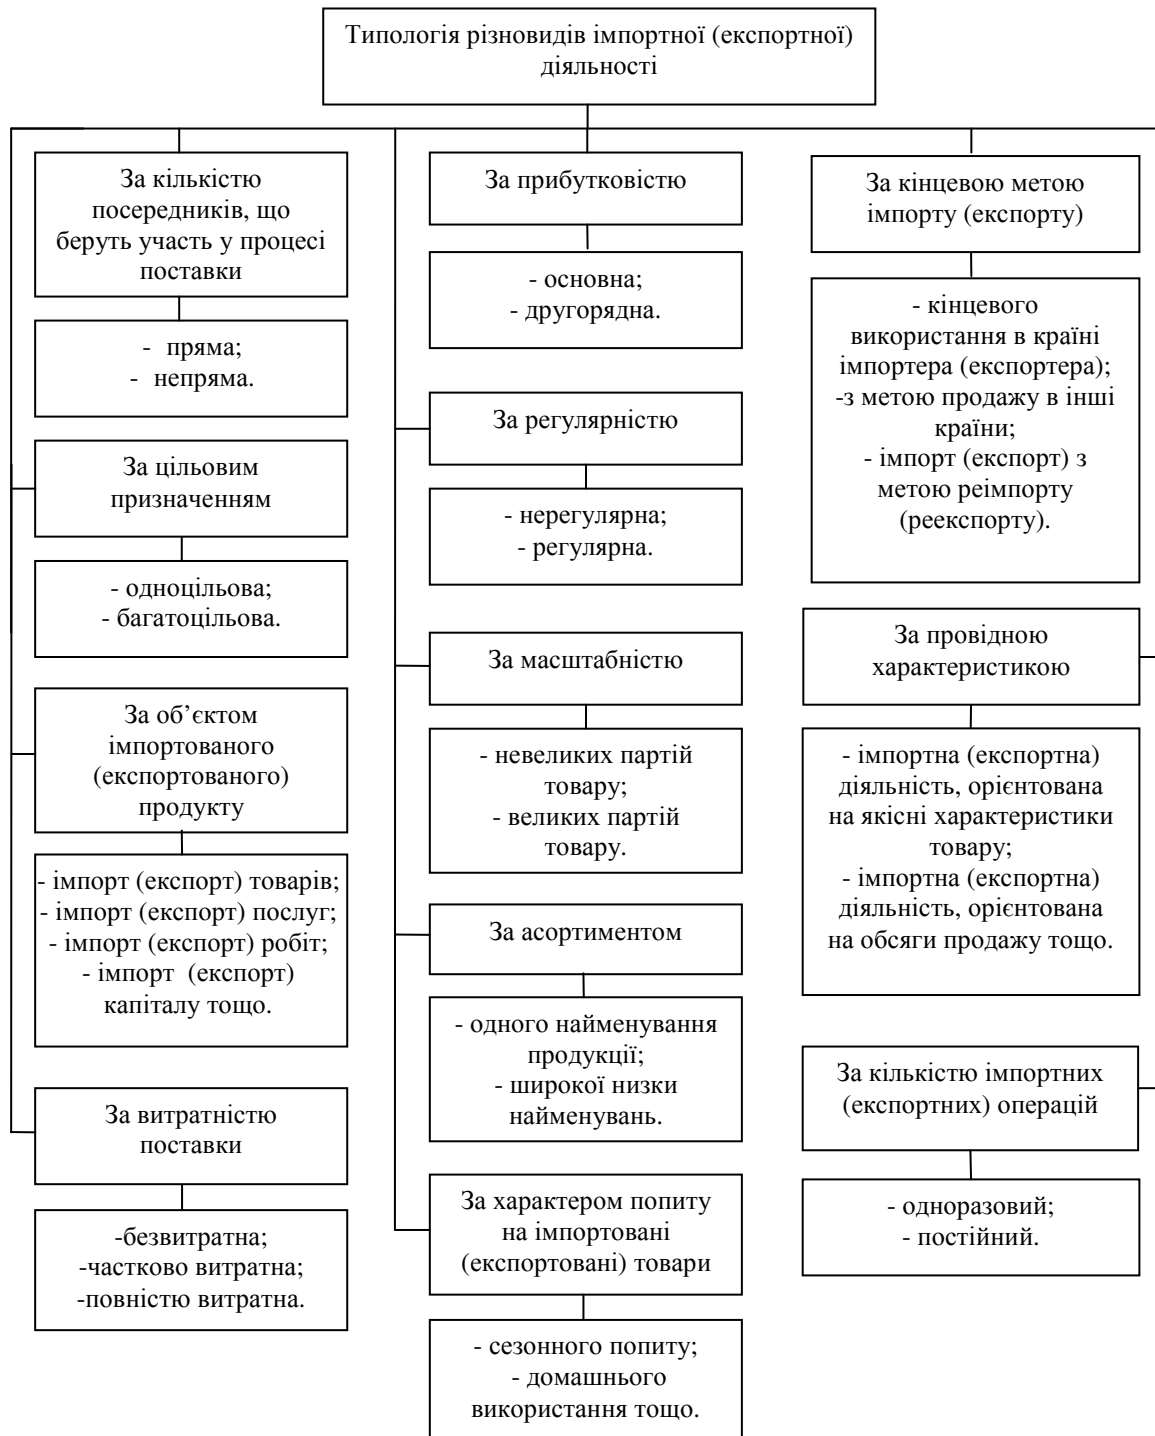 Типологія різновидів імпортної (експортної)
діяльності
За кількістю
посередників, що
беруть участь у процесі
поставки
- пряма;
- непряма.
За цільовим
призначенням
- одноцільова;
- багатоцільова.
За об’єктом
імпортованого
(експортованого)
продукту
- імпорт (експорт) товарів;
- імпорт (експорт) послуг;
- імпорт (експорт) робіт;
- імпорт (експорт)
капіталу тощо.
За витратністю
поставки
-безвитратна;
-частково витратна;
-повністю витратна.
За прибутковістю
- основна;
- другорядна.
За регулярністю
- нерегулярна;
- регулярна.
За масштабністю
- невеликих партій
товару;
- великих партій
товару.
За асортиментом
- одного найменування
продукції;
- широкої низки
найменувань.
За характером попиту
на імпортовані
(експортовані) товари
- сезонного попиту;
- домашнього
використання тощо.
За кінцевою метою
імпорту (експорту)
- кінцевого
використання в країні
імпортера (експортера);
-з метою продажу в інші
країни;
- імпорт (експорт) з
метою реімпорту
(реекспорту).
За провідною
характеристикою
- імпортна (експортна)
діяльність, орієнтована
на якісні характеристики
товару;
- імпортна (експортна)
діяльність, орієнтована
на обсяги продажу тощо.
За кількістю імпортних
(експортних) операцій
- одноразовий;
- постійний.